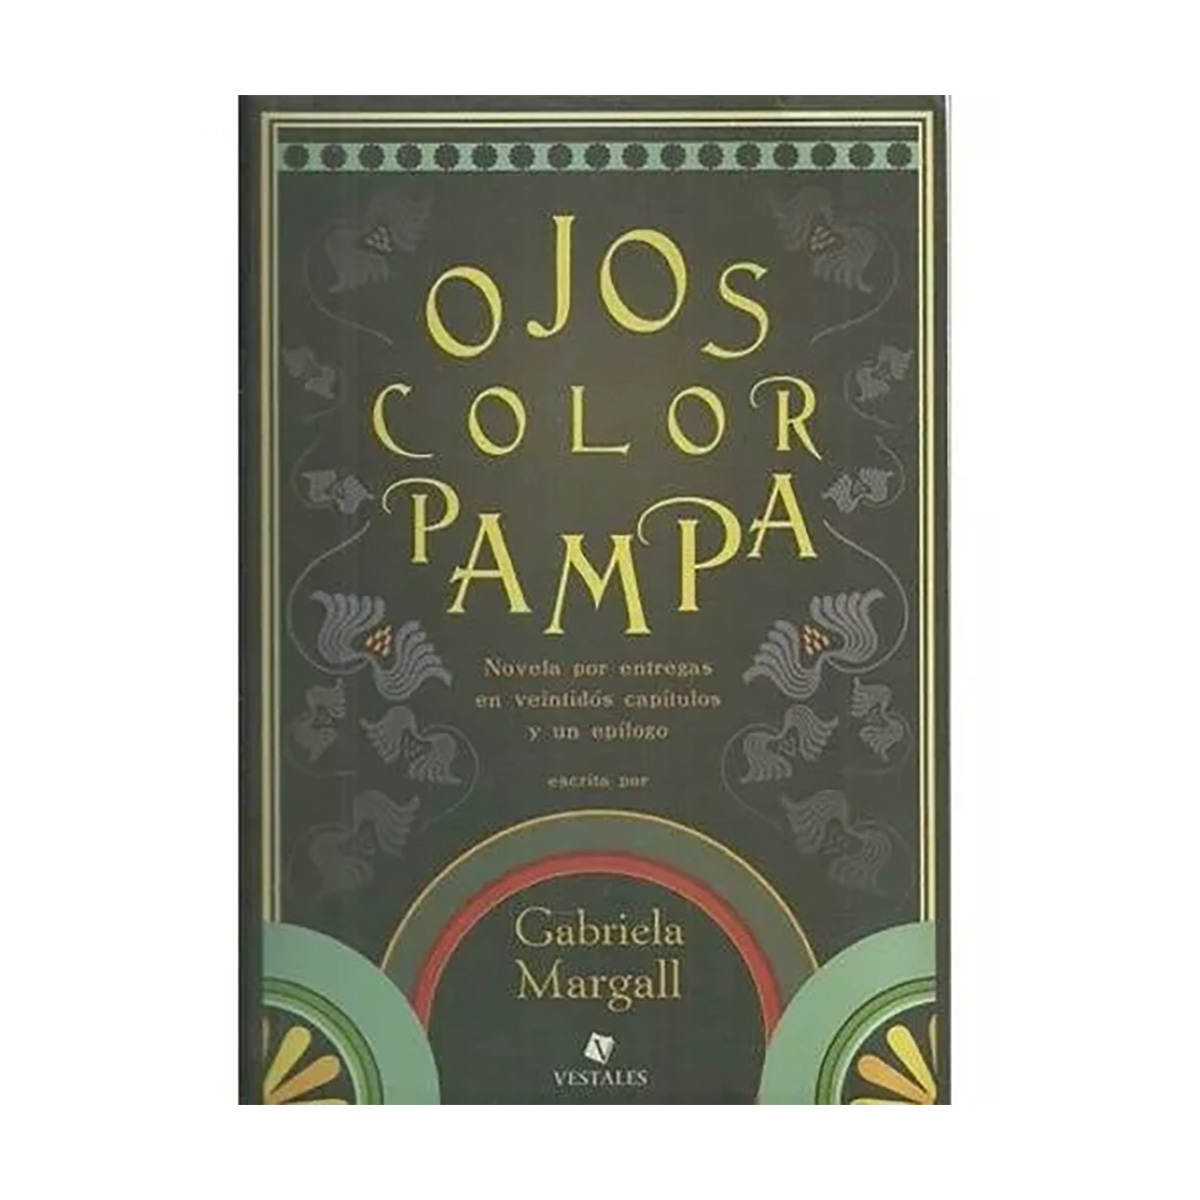 OJOS
COLOR
PAMPA
Novela por entregas
en veintidós capítulos
y un epílogo
escrita por
Gabriela
Margall
V
VESTALES